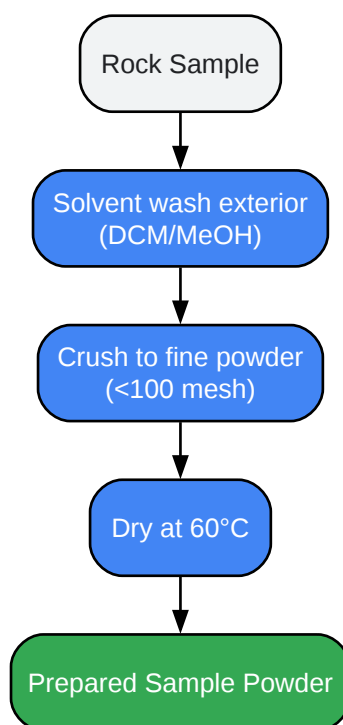 Rock Sample
Solvent wash exterior
(DCM/MeOH)
Crush to fine powder
(<100 mesh)
Dry at 60°C
Prepared Sample Powder